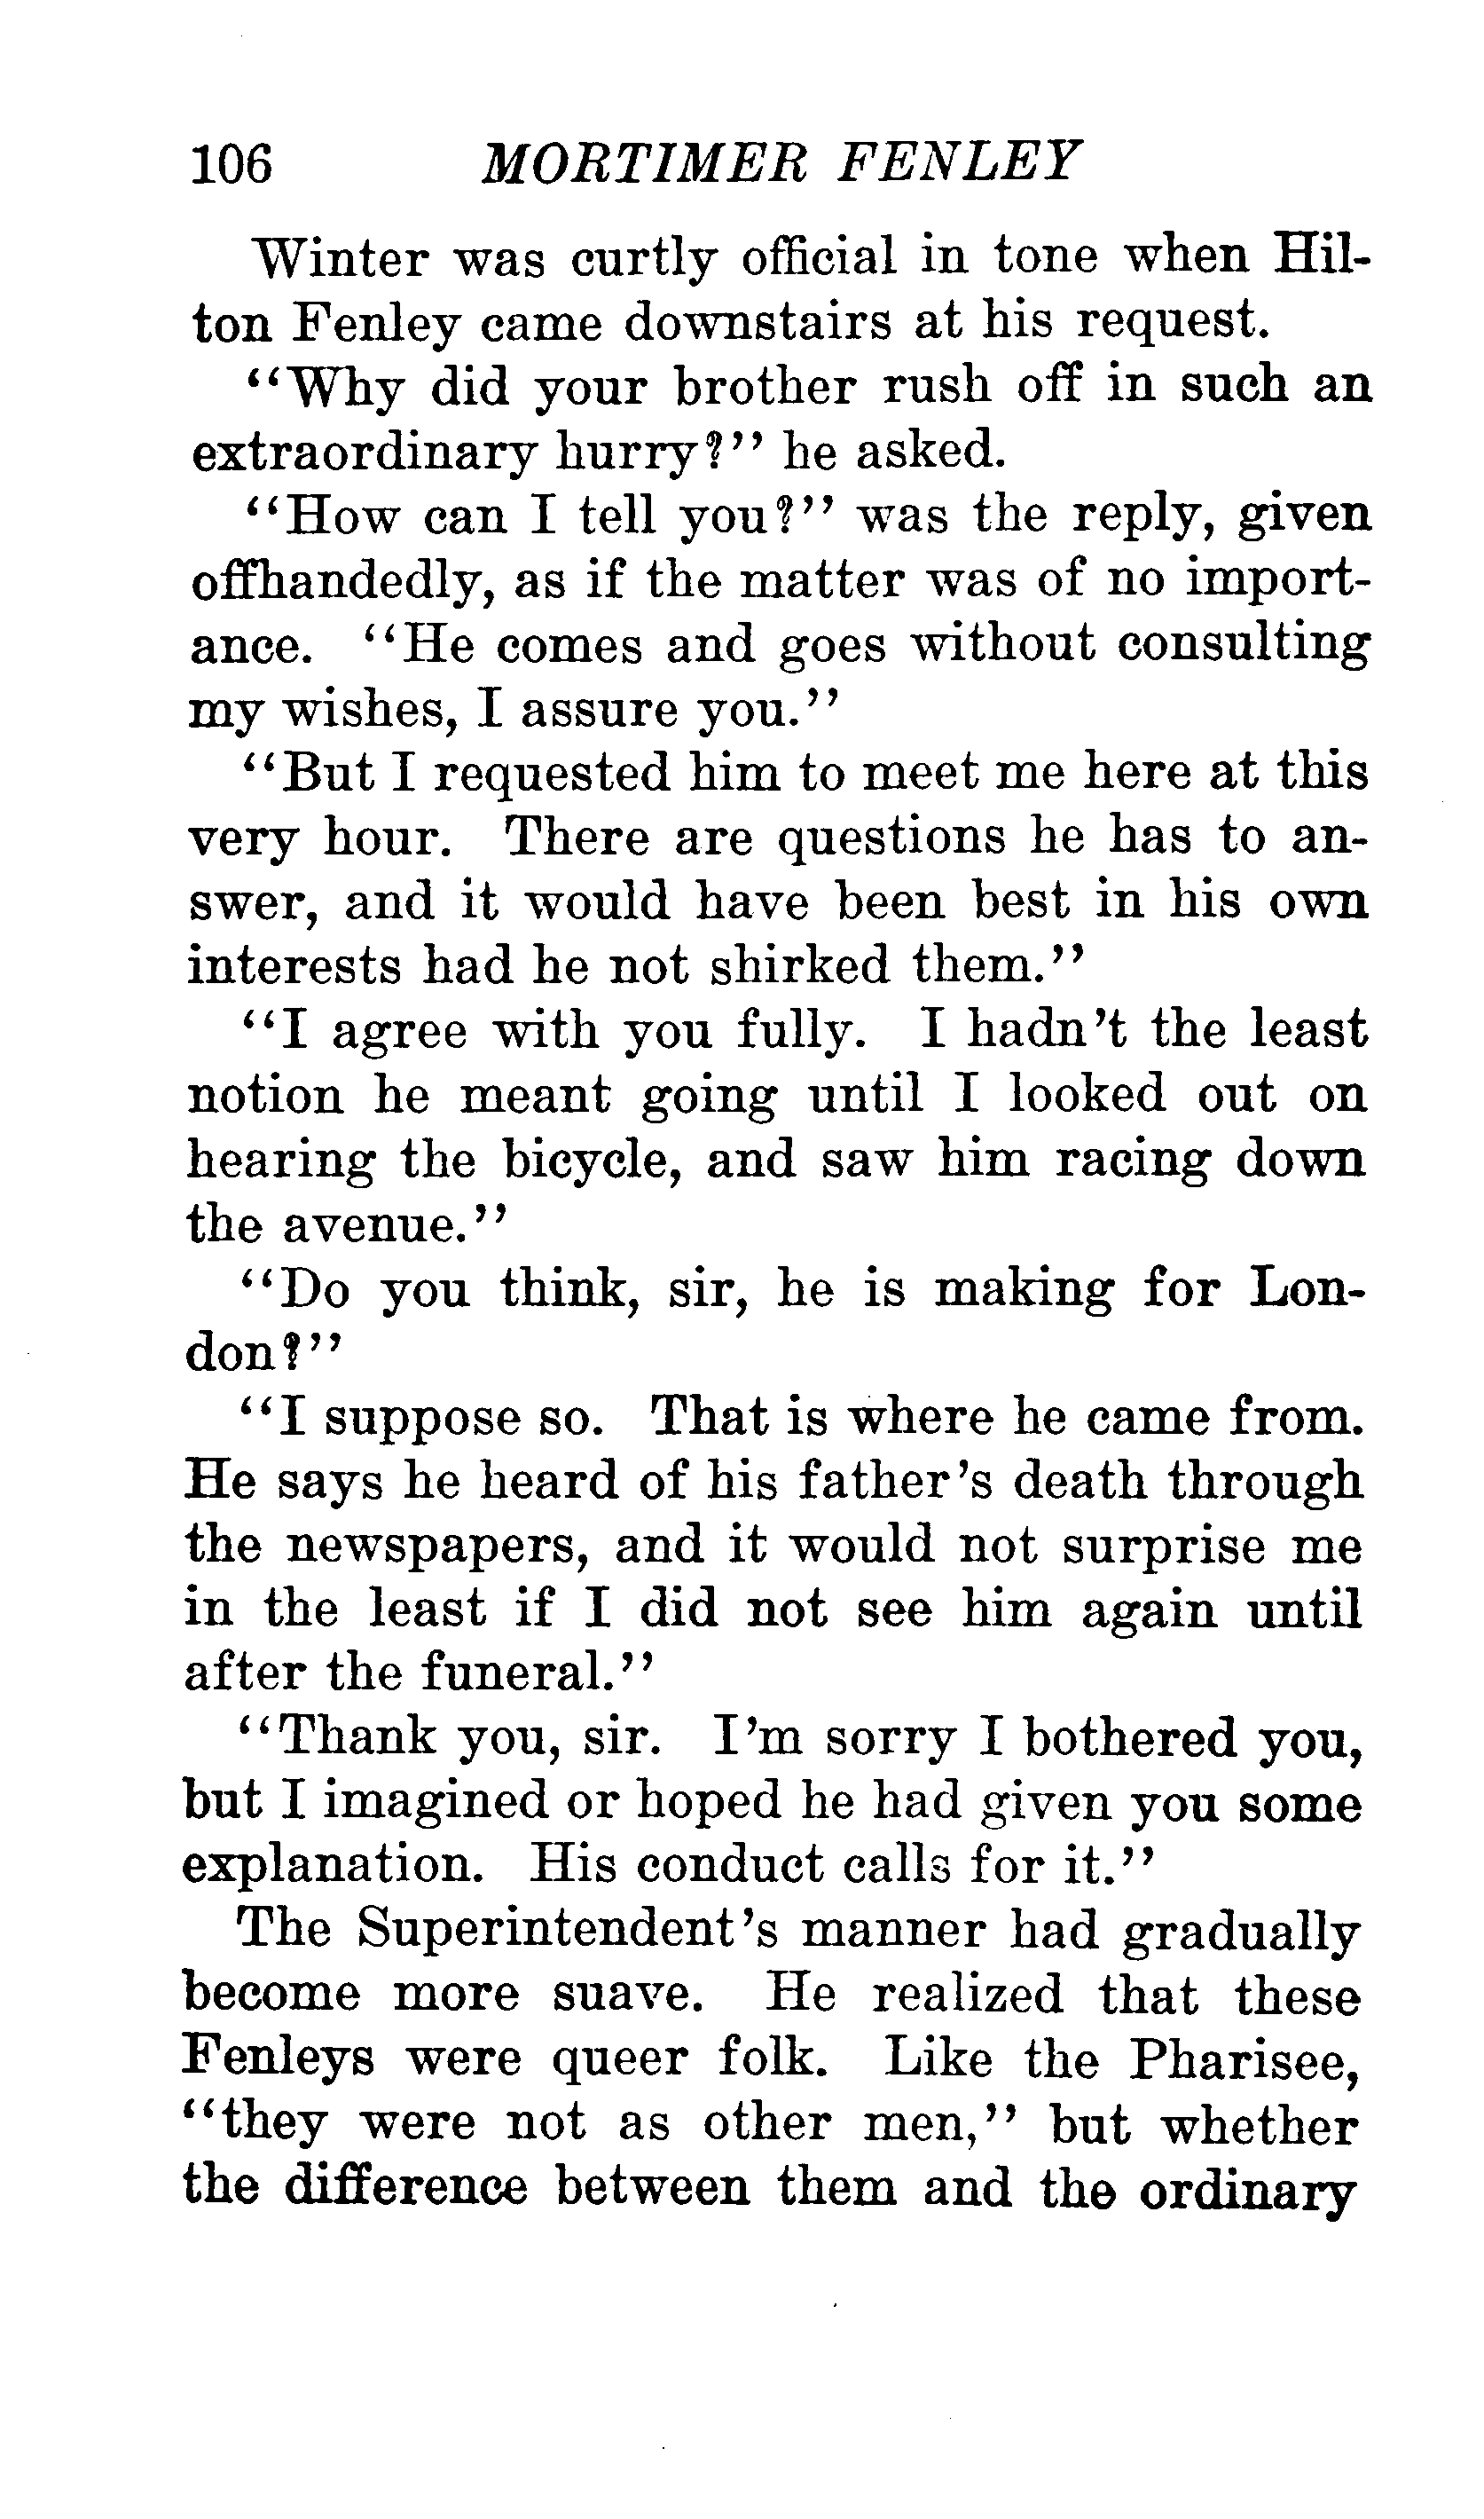 106 MORTIMER FENLEY
Winter was curtly official in tone when Hil-
ton Fenley came downstairs at his request.
"Why did your brother rush off in such an
extraordinary hurry?" he asked.
"How can I tell you?" was the reply, given
offhandedly, as if the matter was of no import-
ance. "He comes and goes without consulting
my wishes, I assure you."
"But I requested him to meet me here at this
very hour. There are questions he has to an-
swer, and it would have been best in his own
interests had he not shirked them."
"I agree with you fully. I hadn't the least
notion he meant going until I looked out on
hearing the bicycle, and saw him racing down
the avenue."
"Do you think, sir, he is making for Lon-
don?"
"I suppose so. That is where he came from.
He says he heard of his father's death through
the newspapers, and it would not surprise me
in the least if I did not see him again until
after the funeral."
"Thank you, sir. I'm sorry I bothered you,
but I imagined or hoped he had given you some
explanation. His conduct calls for it."
The Superintendent's manner had gradually
become more suave. He realized that these
Fenleys were queer folk. Like the Pharisee,
"they were not as other men," but whether
the difference between them and the ordinary